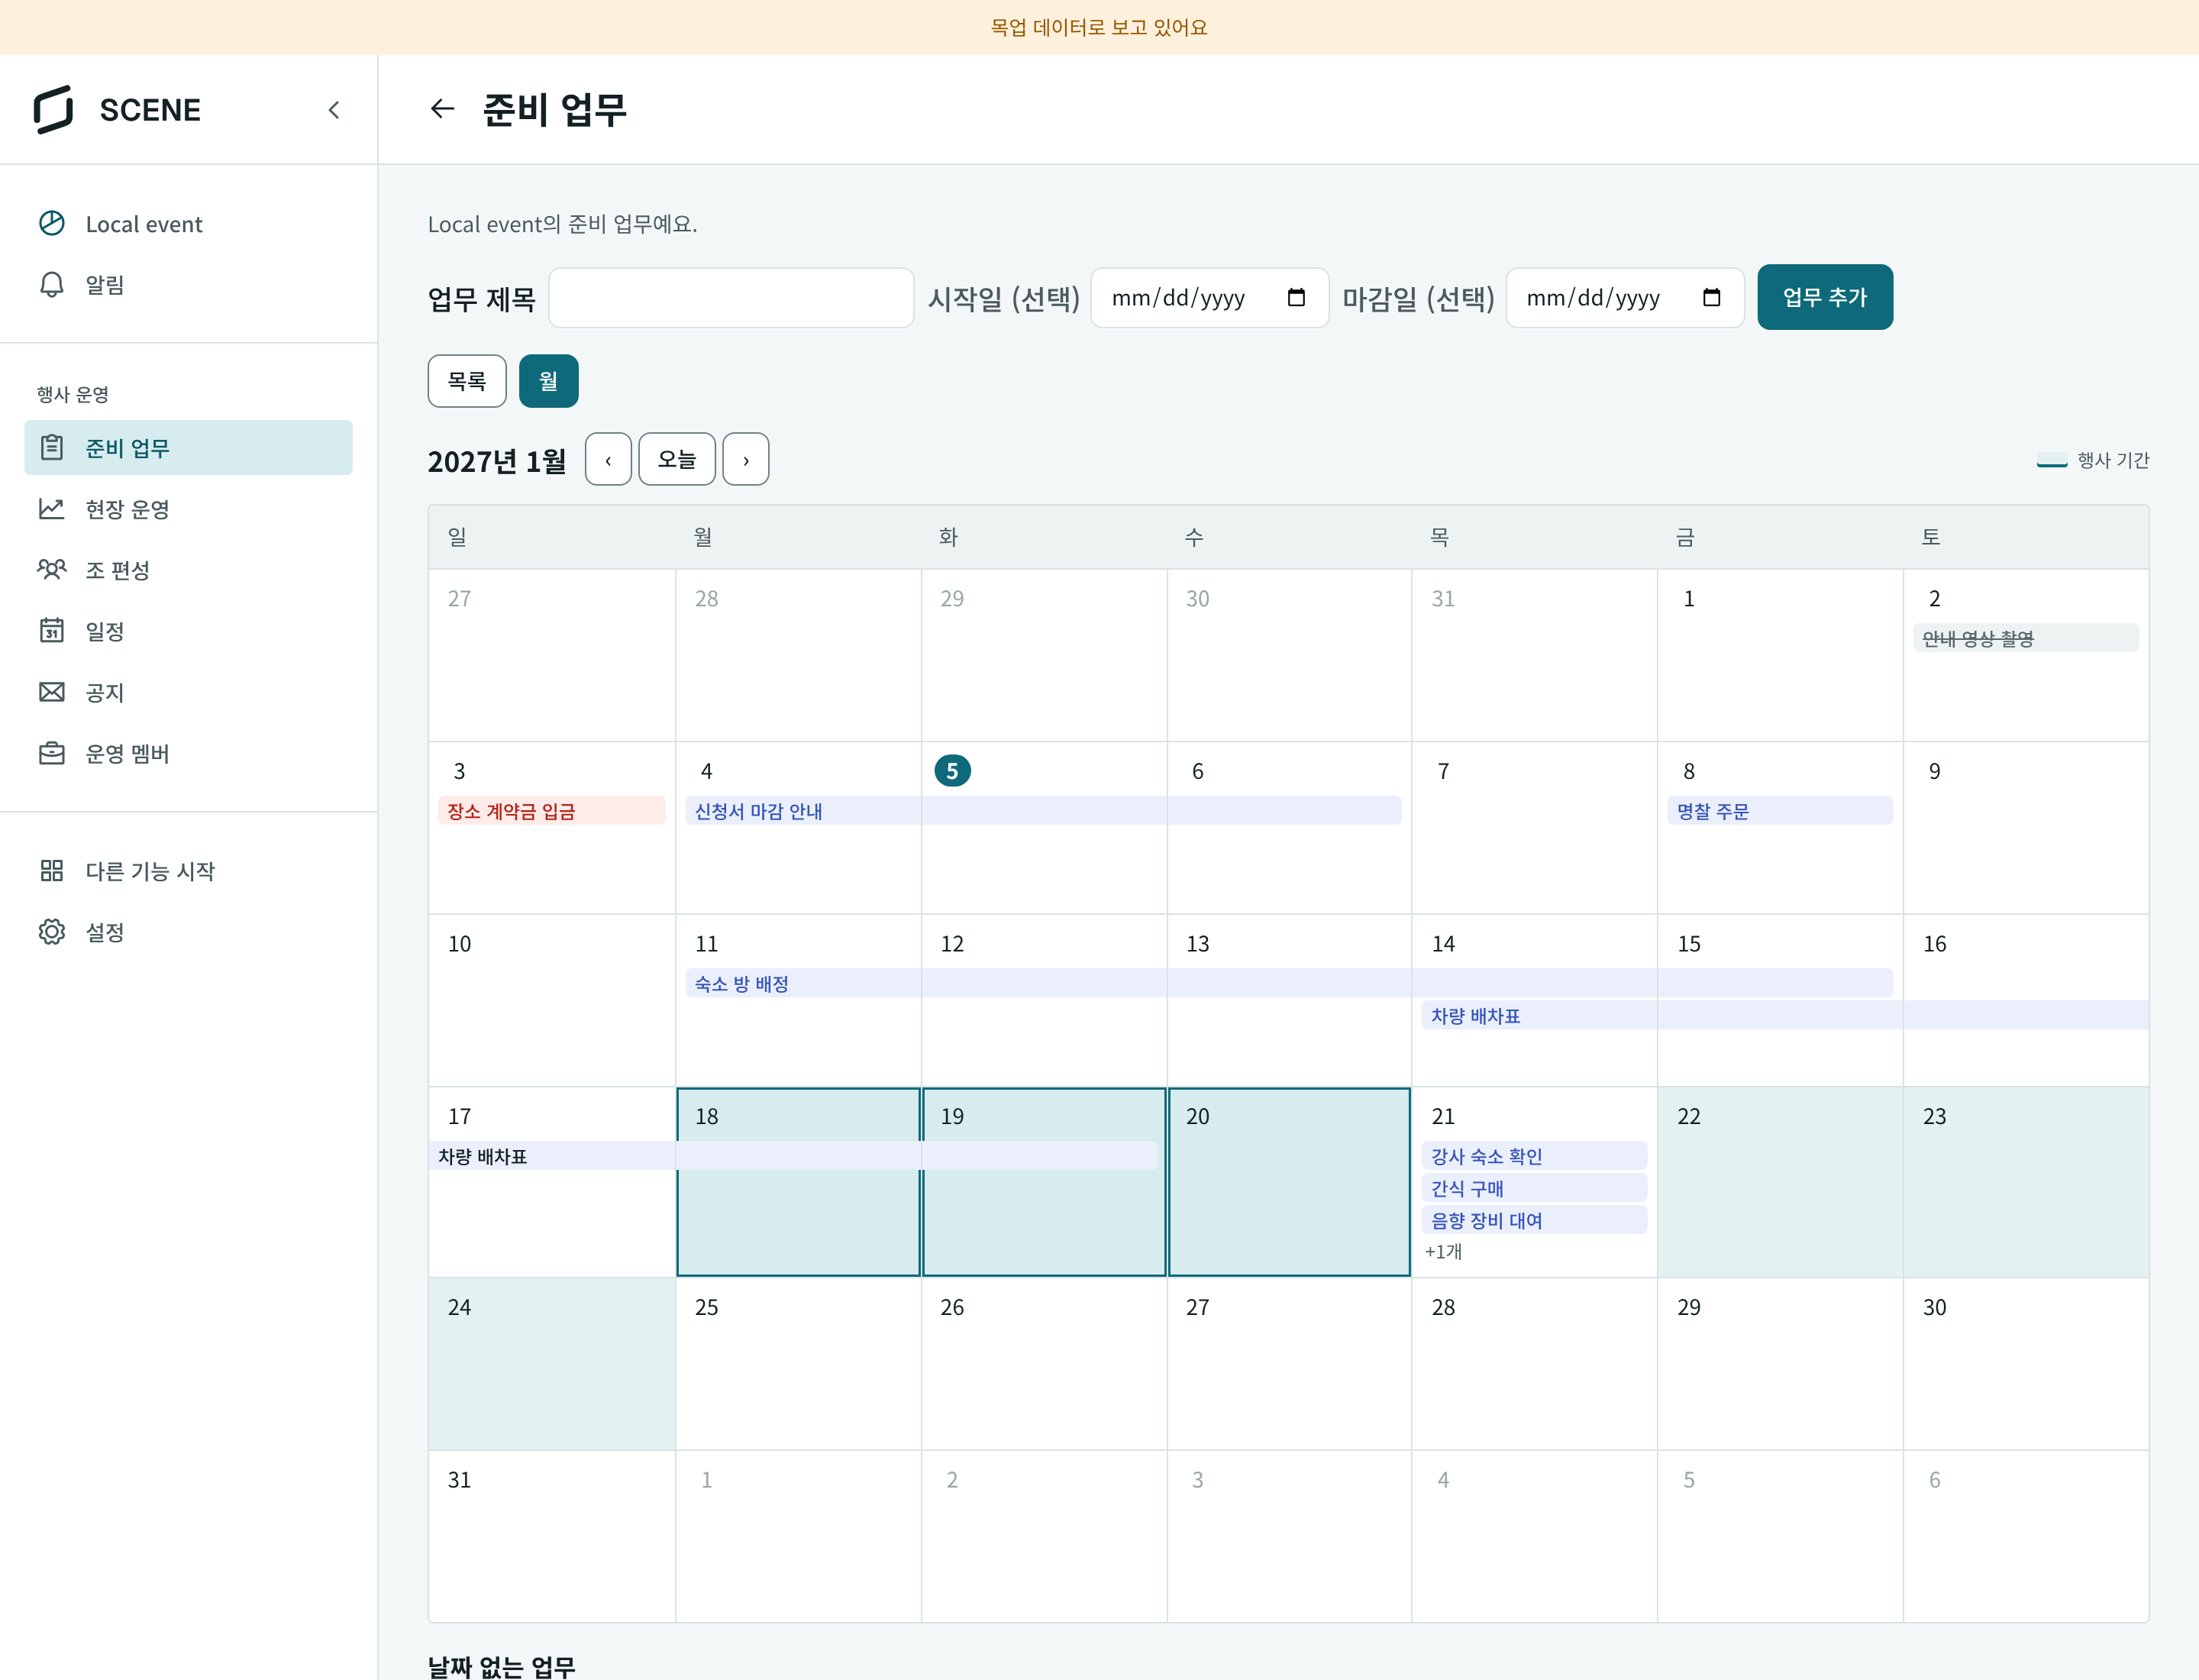 목업 데이터로 보고 있어요
SCENE
준비 업무
Local event
알림
행사 운영
준비 업무
현장 운영
조 편성
31
일정
공지
운영 멤버
다른 기능 시작
설정
Local event의 준비 업무예요.
업무 제목 시작일 (선택) mm/dd/yyyy 마감일 (선택) mm/dd/yyyy 업무 추가
목록 월
2027년 1월 ‹ 오늘 › 행사 기간
일 월 화 수 목 금 토
27 28 29 30 31 1 2
안내 영상 촬영
3 4 5 6 7 8 9
장소 계약금 입금 신청서 마감 안내 명찰 주문
10 11 12 13 14 15 16
숙소 방 배정
차량 배차표
17 18 19 20 21 22 23
차량 배차표 강사 숙소 확인
간식 구매
음향 장비 대여
+1개
24 25 26 27 28 29 30
31 1 2 3 4 5 6
날짜 없는 업무